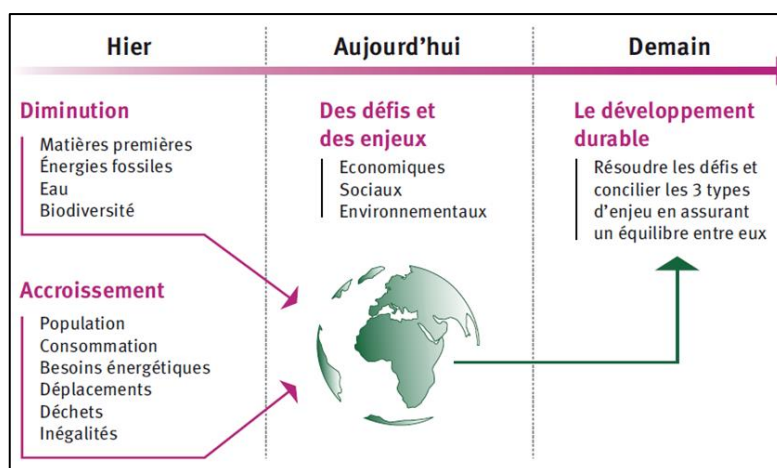 Hier
Aujourd'hui
Demain
Diminution
Matières premières
Énergies fossiles
Eau
Biodiversité
Accroissement
Population
Consommation
Besoins énergétiques
Déplacements
Déchets
Inégalités
Des défis et
des enjeux
Economiques
Sociaux
Environnementaux
Le développement
durable
Résoudre les défis et
concilier les 3 types
d'enjeu en assurant
un équilibre entre eux